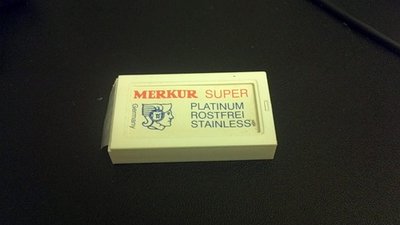 MERKUR SUPER
PLATINUM
ROSTFREI
STAINLESS
Germany